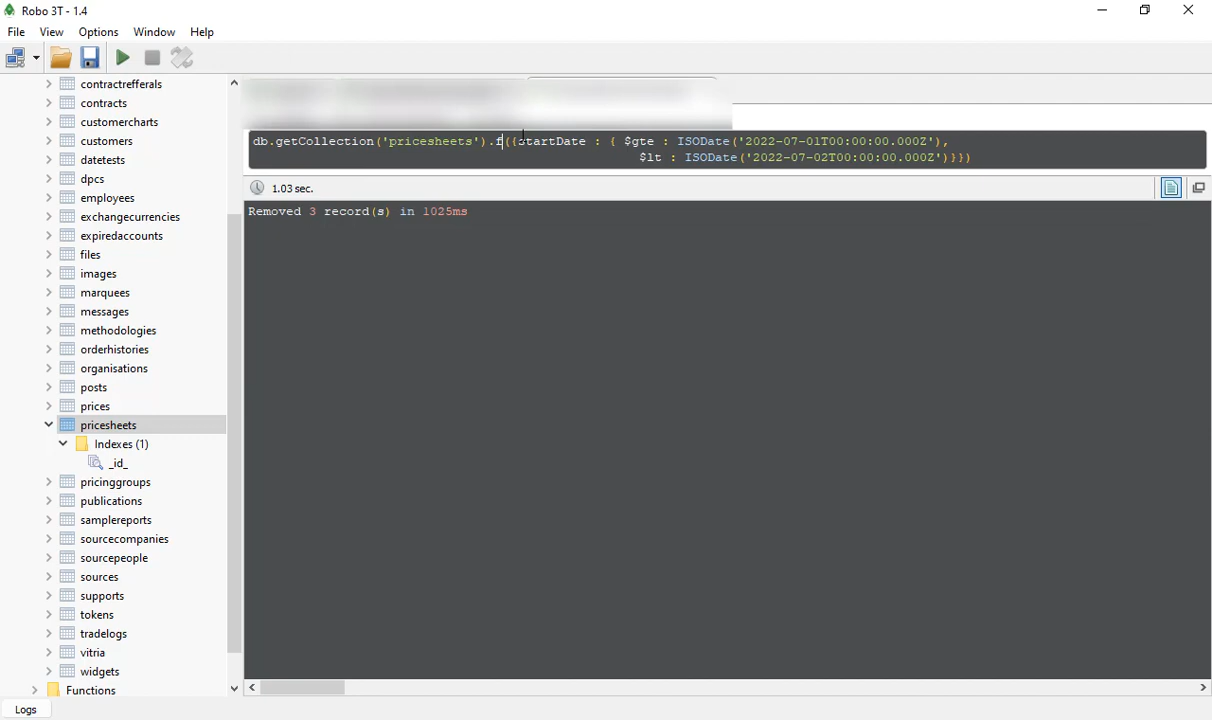 Robo 3T - 1.4
File View Options Window Help
contractrefferals
contracts
customercharts
customers
datetests
dpcs
employees
exchangecurrencies
expiredaccounts
files
images
marquees
messages
methodologies
orderhistories
organisations
posts
prices
pricesheets
Indexes (1)
_id_
pricinggroups
publications
samplereports
sourcecompanies
sourcepeople
sources
supports
tokens
tradelogs
vitria
widgets
Functions
Logs
db.getCollection('pricesheets').f({startDate : { $gte : ISODate('2022-07-01T00:00:00.000Z'),
$lt : ISODate('2022-07-02T00:00:00.000Z')}})
1.03 sec.
Removed 3 record(s) in 1025ms